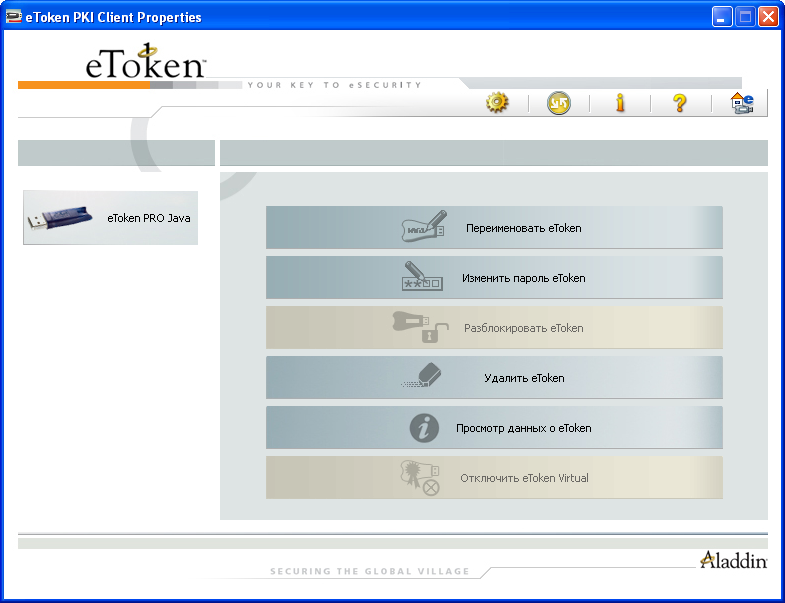 eToken PKI Client Properties
eToken™
YOUR KEY TO eSECURITY
eToken PRO Java
Переименовать eToken
Изменить пароль eToken
Разблокировать eToken
Удалить eToken
Просмотр данных о eToken
Отключить eToken Virtual
SECURING THE GLOBAL VILLAGE
Aladdin